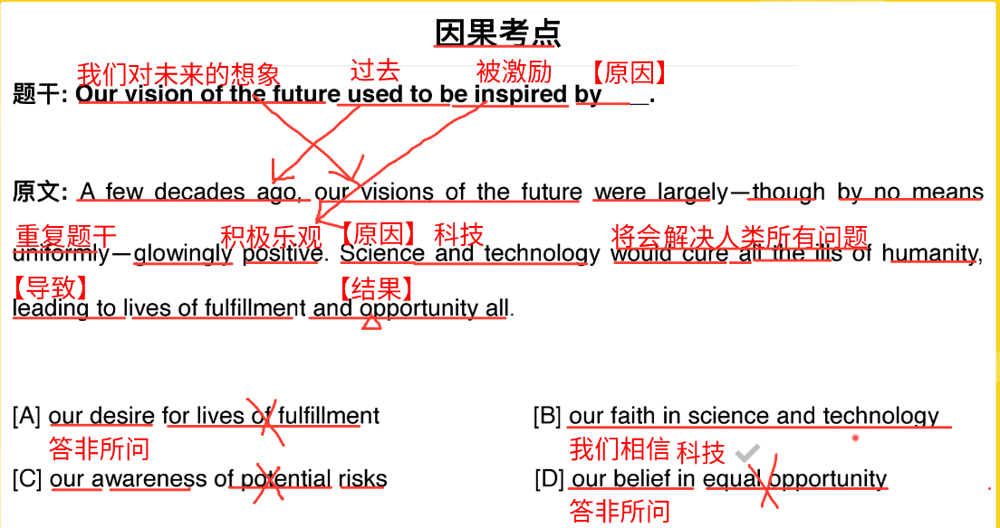 因果考点
我们对未来的想象 过去 被激励 【原因】
题干: Our vision of the future used to be inspired by___.
原文: A few decades ago, our visions of the future were largely—though by no means
重复题干 积极乐观 【原因】 科技 将会解决人类所有问题
uniformly—glowingly positive. Science and technology would cure all the ills of humanity,
【导致】 【结果】
leading to lives of fulfillment and opportunity all.
[A] our desire for lives of fulfillment [B] our faith in science and technology
答非所问 我们相信 科技
[C] our awareness of potential risks [D] our belief in equal opportunity
答非所问